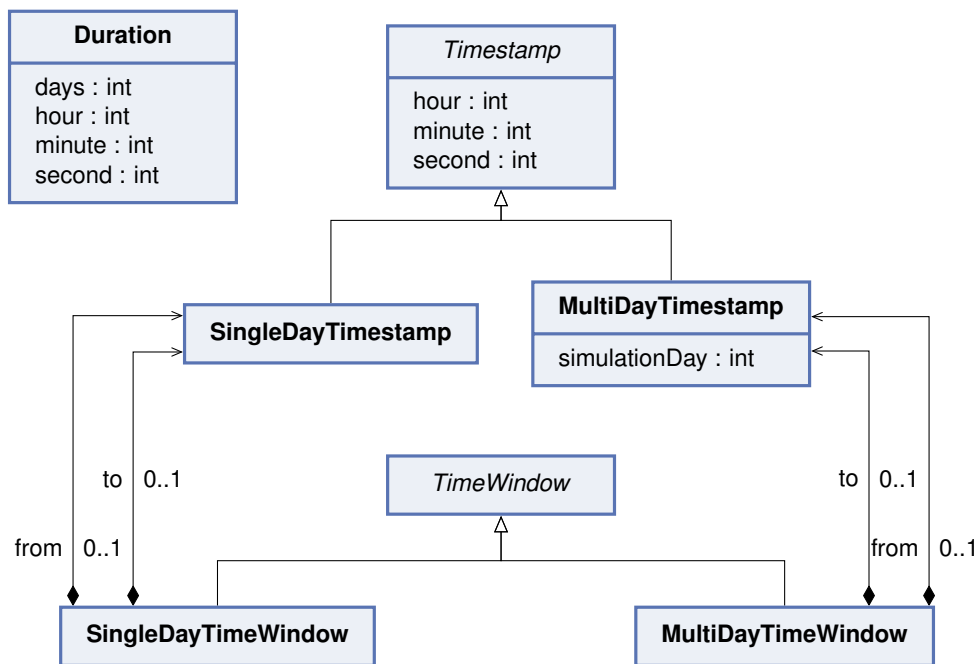 Duration
days : int
hour : int
minute : int
second : int
Timestamp
hour : int
minute : int
second : int
SingleDayTimestamp
MultiDayTimestamp
simulationDay : int
to 0..1
from 0..1
TimeWindow
to 0..1
from 0..1
SingleDayTimeWindow
MultiDayTimeWindow